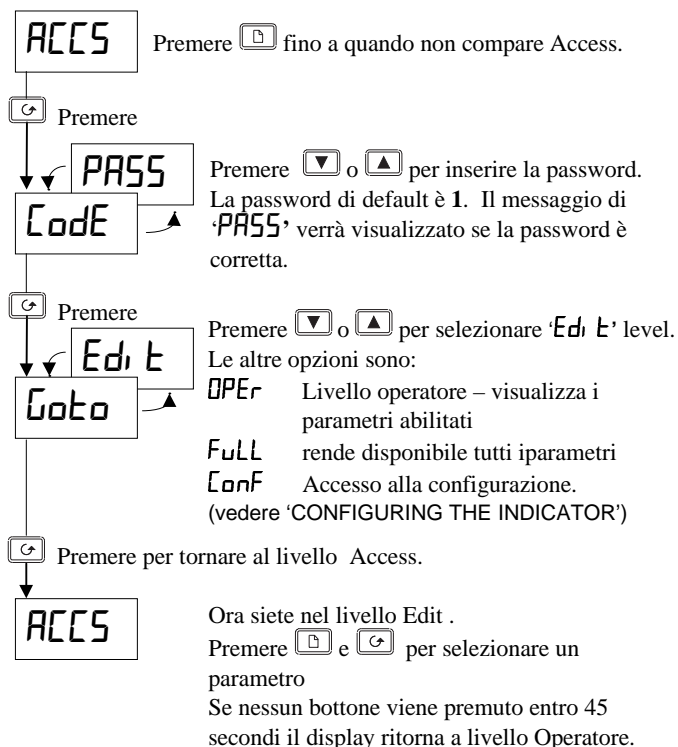 ACCS
Premere fino a quando non compare Access.
Premere
PASS
CodE
Premere o per inserire la password.
La password di default è 1. Il messaggio di
‘PASS’ verrà visualizzato se la password è
corretta.
Premere
Edit
Goto
Premere o per selezionare ‘Edit’ level.
Le altre opzioni sono:
OPEr Livello operatore – visualizza i
parametri abilitati
FuLL rende disponibile tutti iparametri
ConF Accesso alla configurazione.
(vedere ‘CONFIGURING THE INDICATOR’)
Premere per tornare al livello Access.
ACCS
Ora siete nel livello Edit .
Premere e per selezionare un
parametro
Se nessun bottone viene premuto entro 45
secondi il display ritorna a livello Operatore.